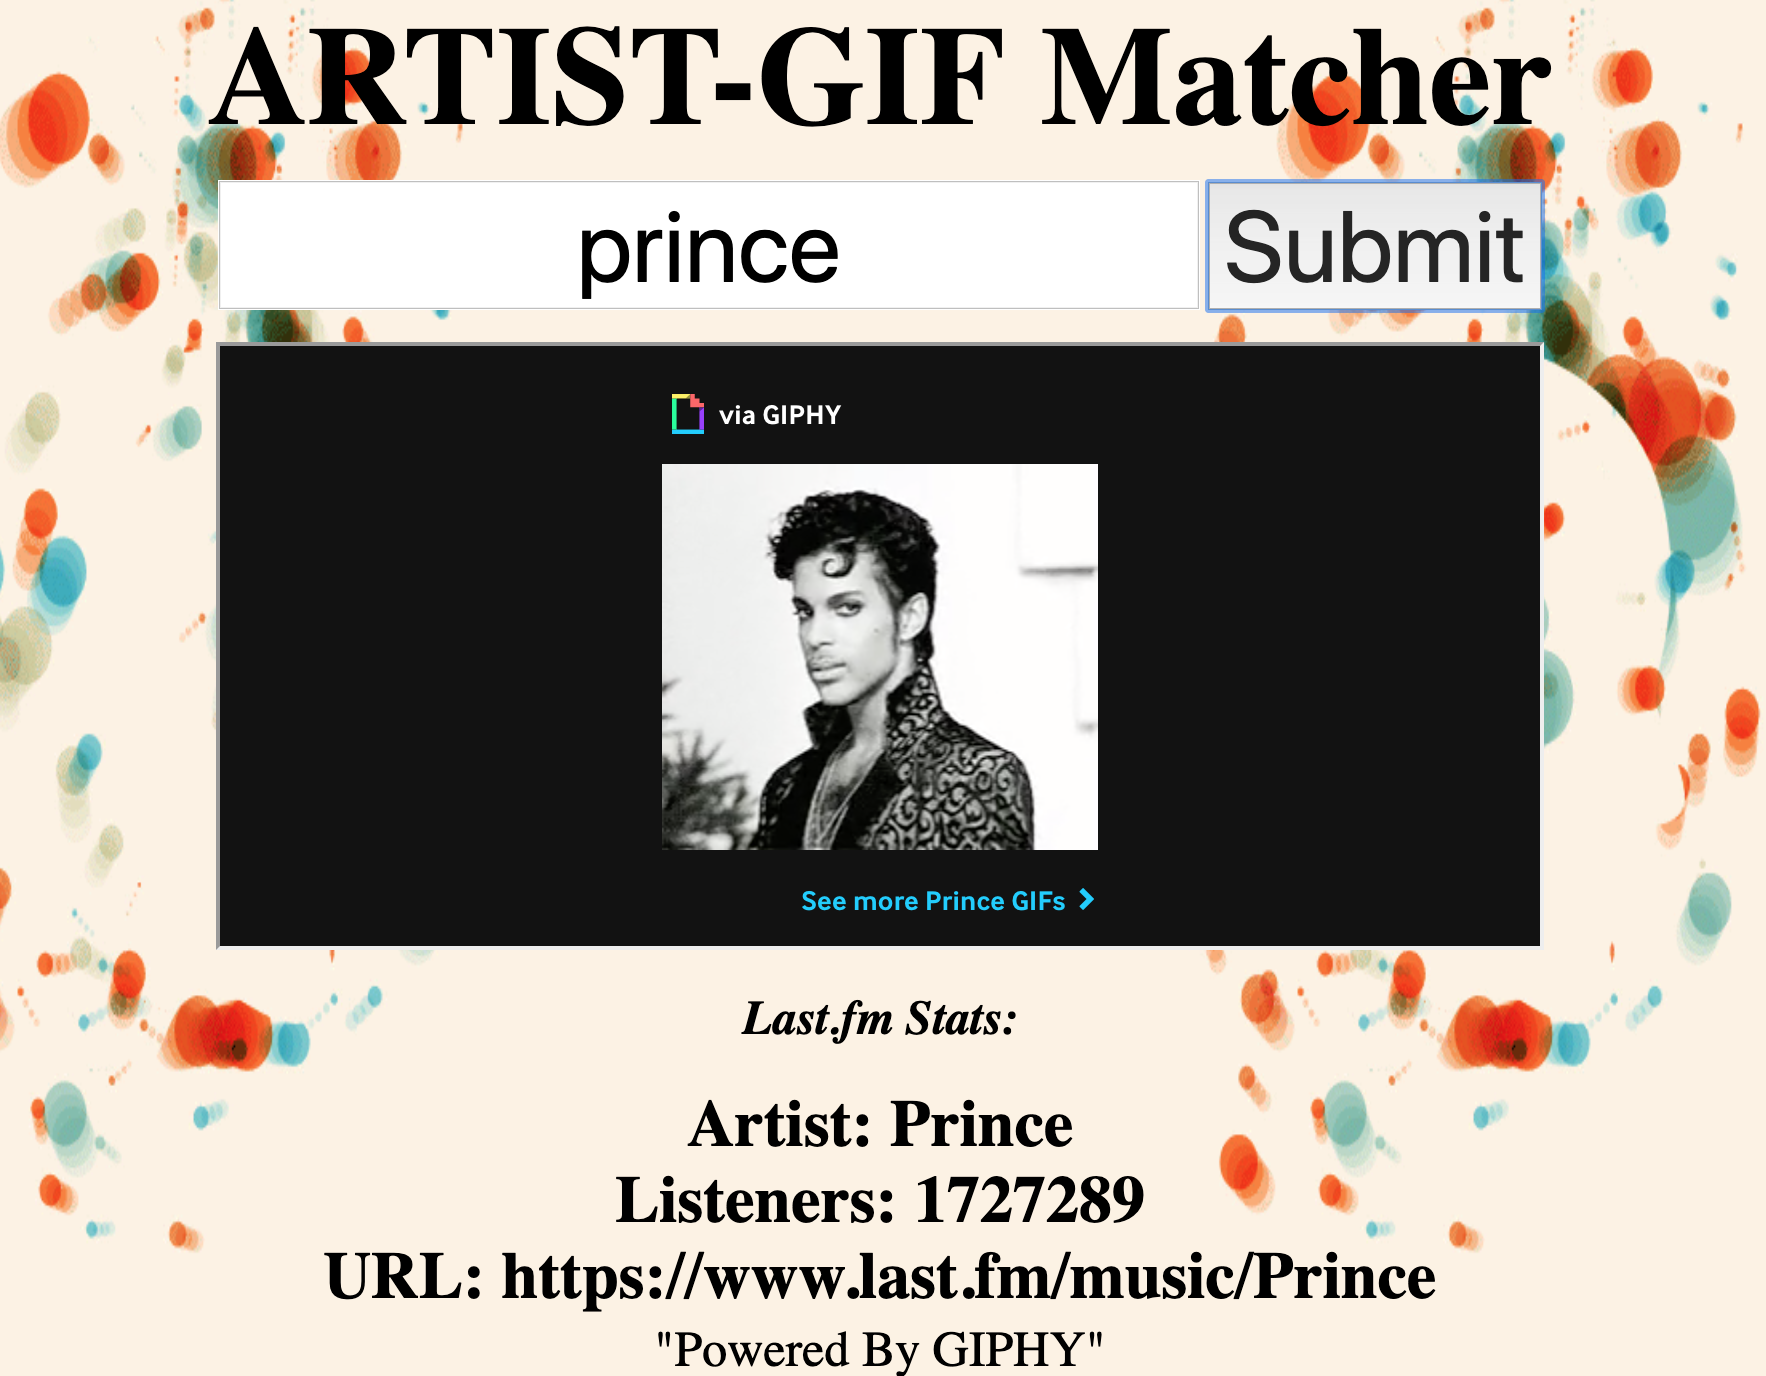 ARTIST-GIF Matcher
prince
Submit
via GIPHY
See more Prince GIFs
Last.fm Stats:
Artist: Prince
Listeners: 1727289
URL: https://www.last.fm/music/Prince
"Powered By GIPHY"